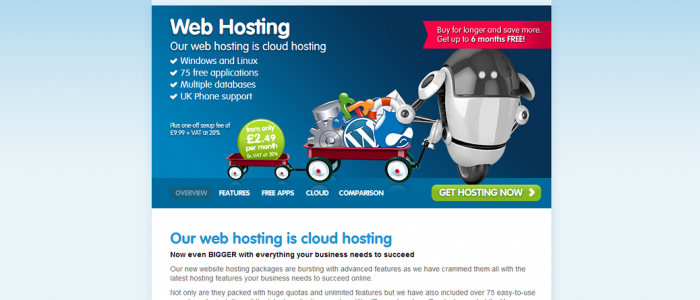 Web Hosting
Our web hosting is cloud hosting
Windows and Linux
75 free applications
Multiple databases
UK Phone support
Buy for longer and save more.
Get up to 6 months FREE!
Plus one-off setup fee of
£9.99 + VAT at 20%
from only
£2.49
per month
Ex VAT at 20%
OVERVIEW FEATURES FREE APPS CLOUD COMPARISON
GET HOSTING NOW
Our web hosting is cloud hosting
Now even BIGGER with everything your business needs to succeed
Our new website hosting packages are bursting with advanced features as we have crammed them all with the
latest hosting features your business needs to succeed online.
Not only are they packed with huge quotas and unlimited features but we have also included over 75 easy-to-use